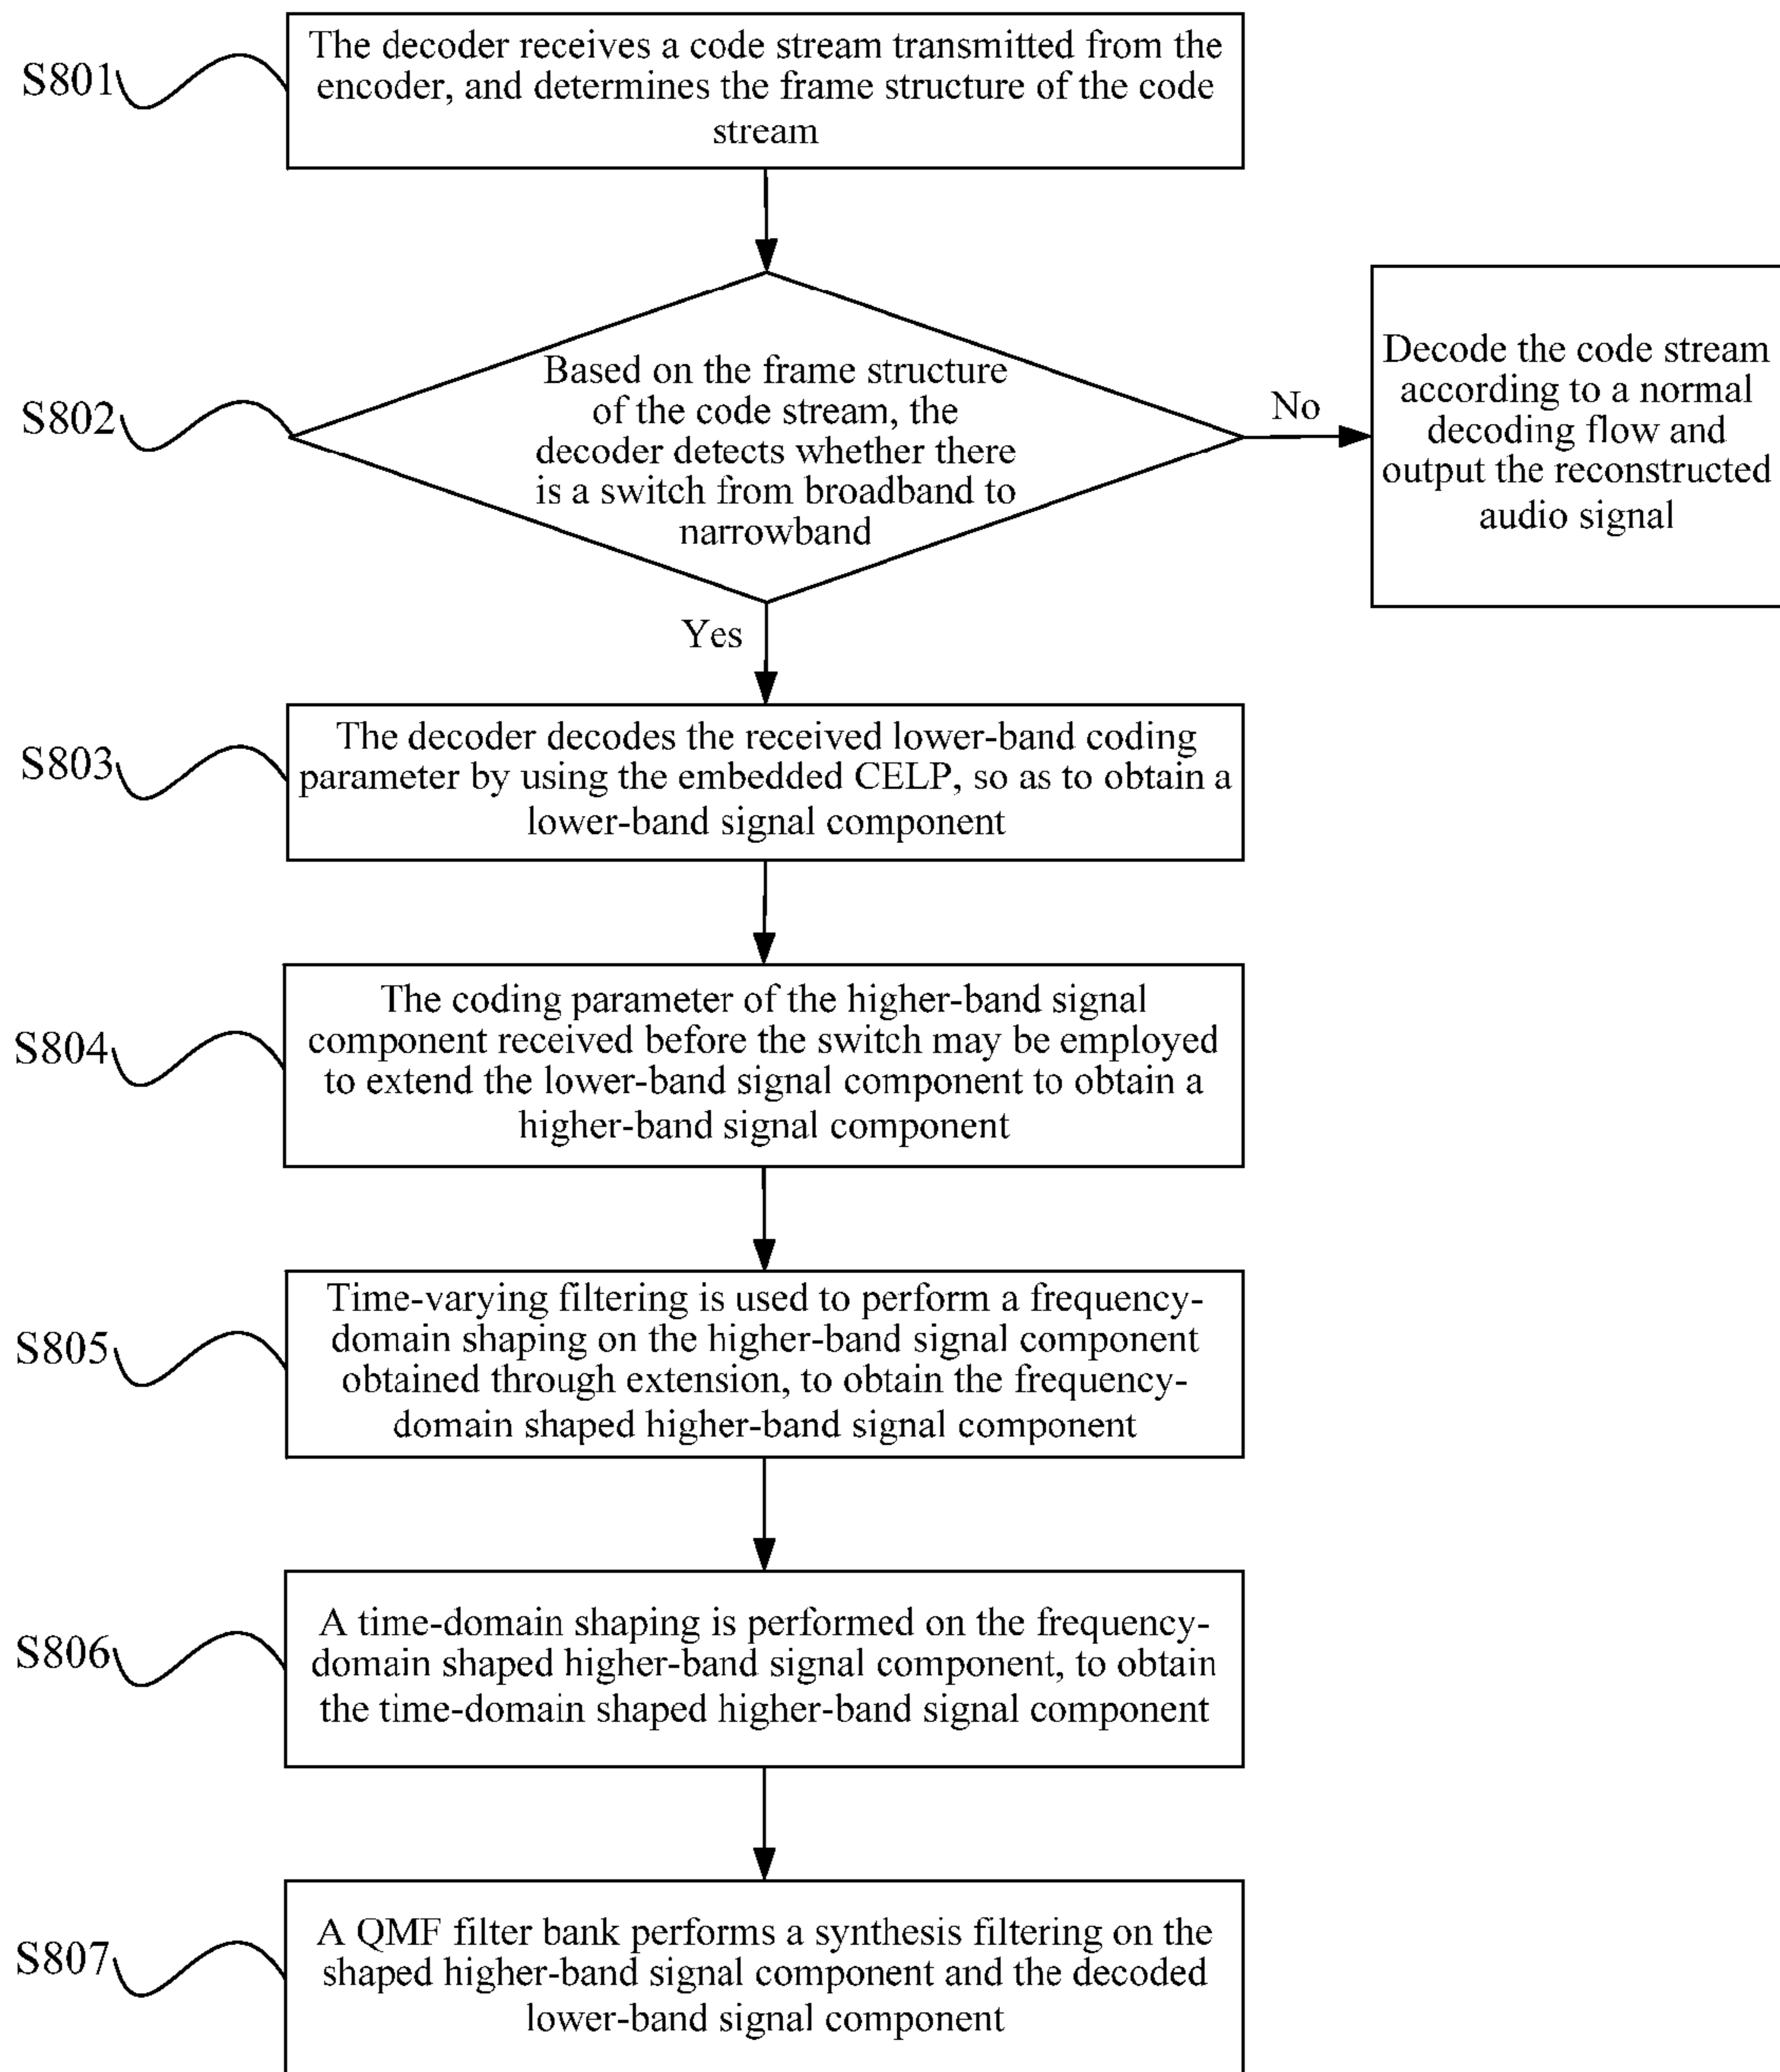 S801
The decoder receives a code stream transmitted from the
encoder, and determines the frame structure of the code
stream
S802
Based on the frame structure
of the code stream, the
decoder detects whether there
is a switch from broadband to
narrowband
No
Decode the code stream
according to a normal
decoding flow and
output the reconstructed
audio signal
Yes
S803
The decoder decodes the received lower-band coding
parameter by using the embedded CELP, so as to obtain a
lower-band signal component
S804
The coding parameter of the higher-band signal
component received before the switch may be employed
to extend the lower-band signal component to obtain a
higher-band signal component
S805
Time-varying filtering is used to perform a frequency-
domain shaping on the higher-band signal component
obtained through extension, to obtain the frequency-
domain shaped higher-band signal component
S806
A time-domain shaping is performed on the frequency-
domain shaped higher-band signal component, to obtain
the time-domain shaped higher-band signal component
S807
A QMF filter bank performs a synthesis filtering on the
shaped higher-band signal component and the decoded
lower-band signal component